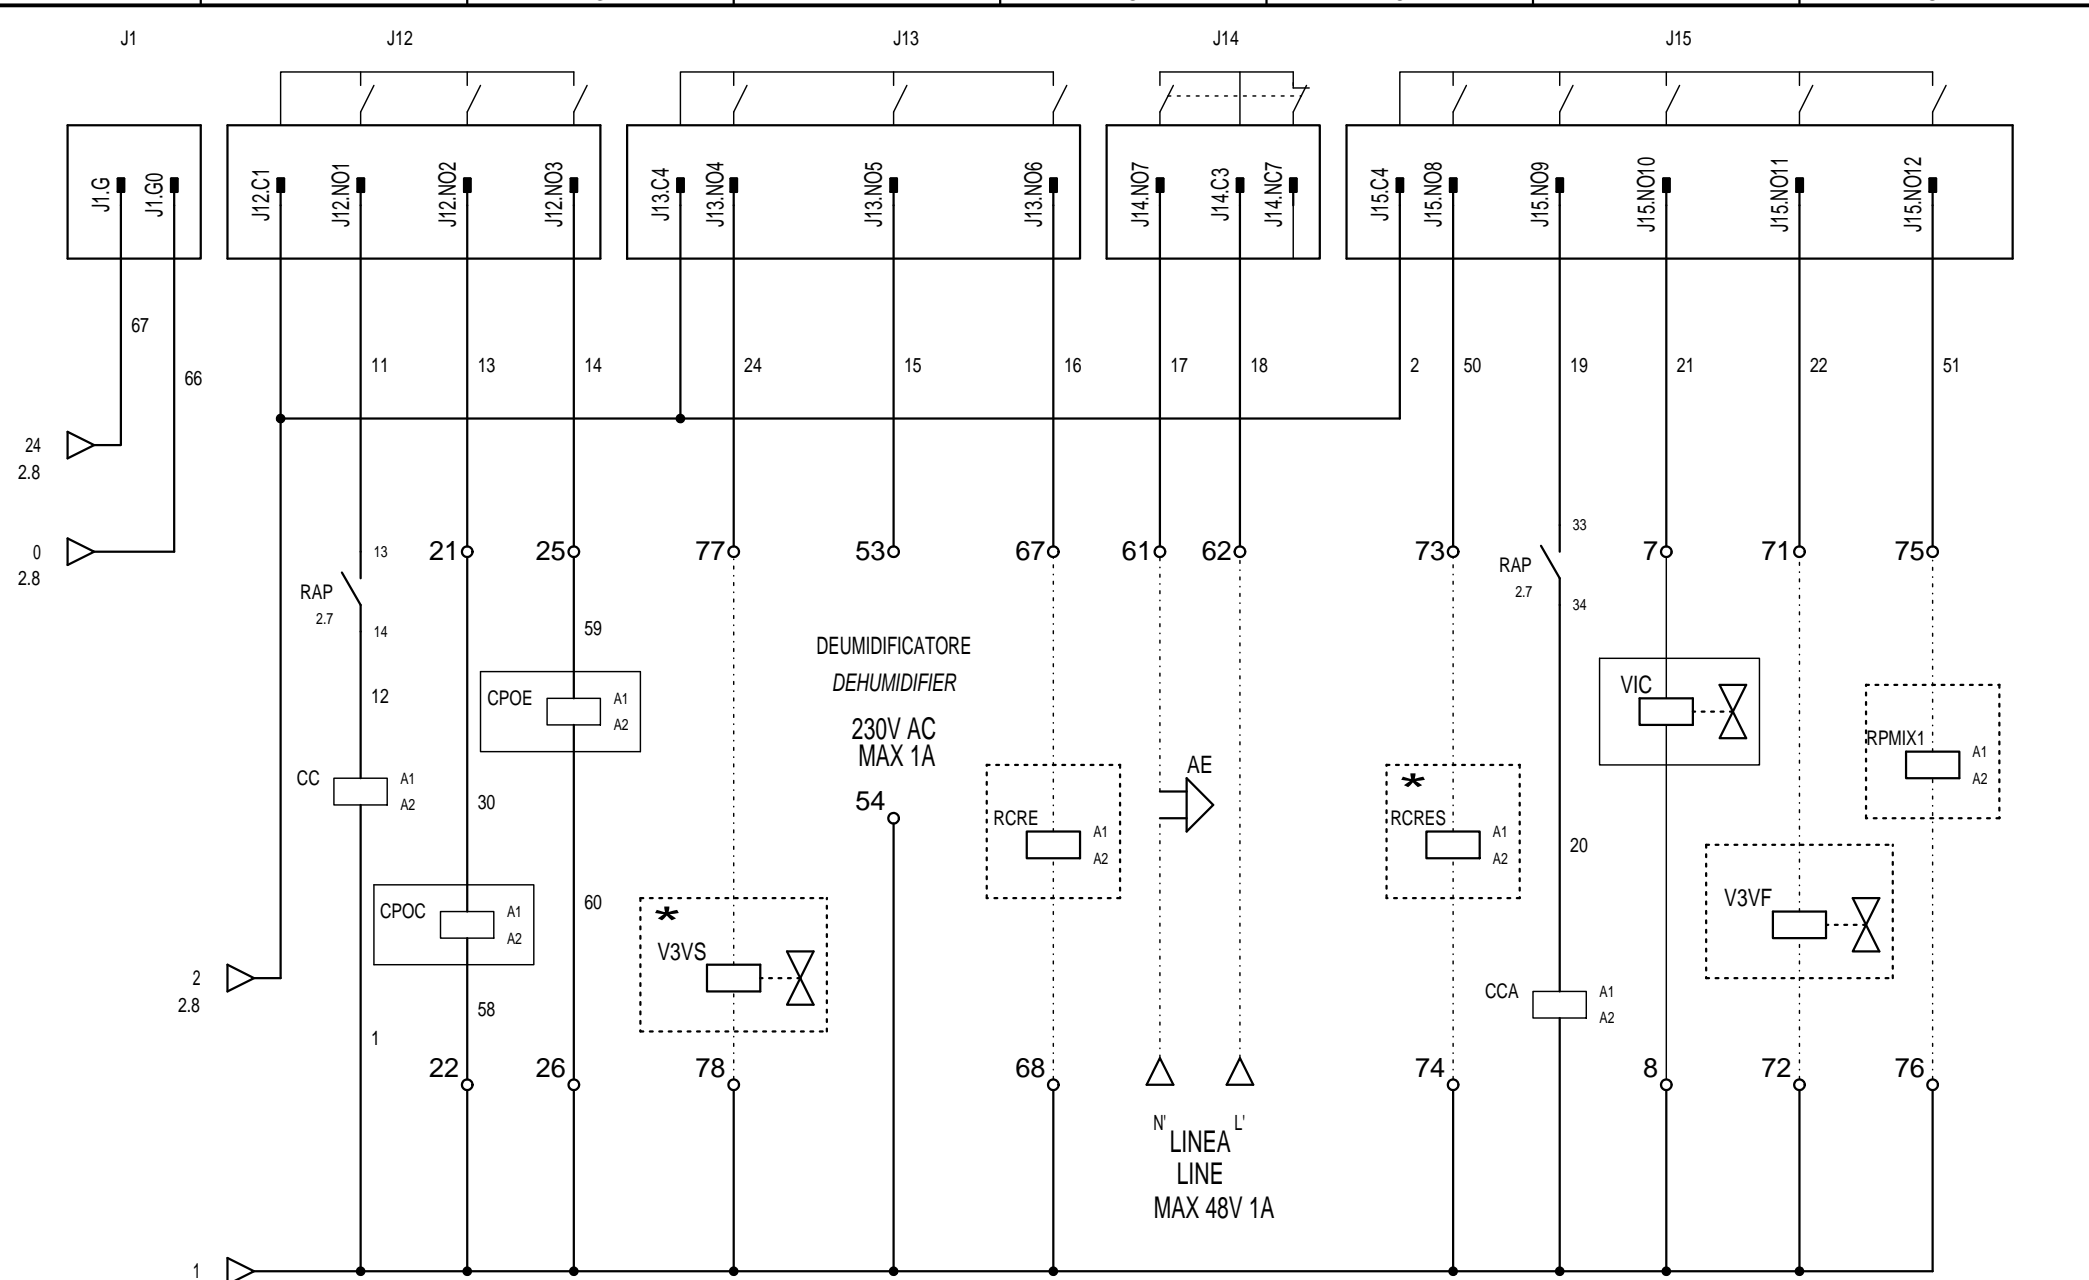 J1 J12 J13 J14 J15
J1.G J1.G0 J12.C1 J12.NO1 J12.NO2 J12.NO3 J13.C4 J13.NO4 J13.NO5 J13.NO6 J14.NO7 J14.C3 J14.NC7 J15.C4 J15.NO8 J15.NO9 J15.NO10 J15.NO11 J15.NO12
67
66 11 13 14 24 15 16 17 18 2 50 19 21 22 51
24
2.8
33
0 13 21 25 77 53 67 61 62 73 7 71 75
2.8 RAP RAP
2.7 2.7 34
14 59
DEUMIDIFICATORE
DEHUMIDIFIER
12 CPOE A1 VIC
A2
230V AC
MAX 1A
RPMIX1 A1
A2
AE
CC A1
A2
30 54
* 
RCRE A1
A2
RCRES A1
A2
20
CPOC A1
A2
60
*
V3VS
V3VF
2
2.8
CCA A1
A2
58
1
22 26 78 68 74 8 72 76
N' L'
LINEA
LINE
MAX 48V 1A
1